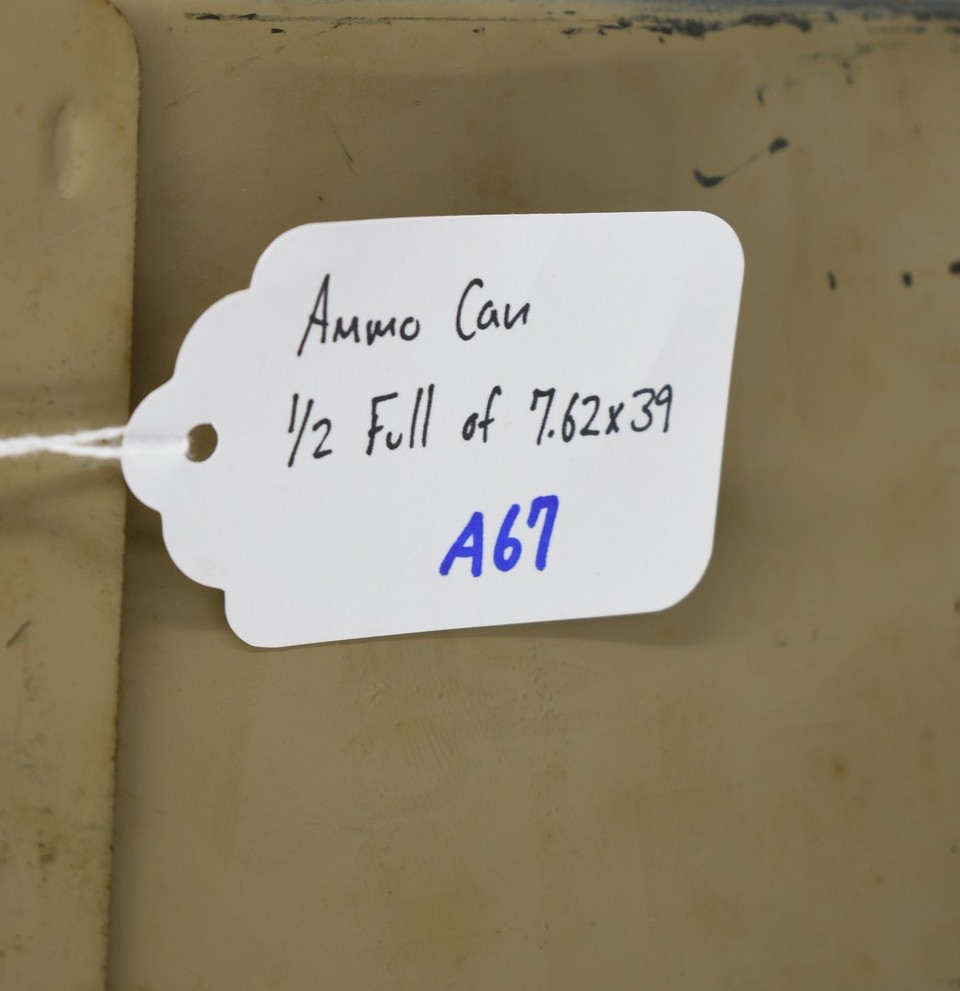 Ammo Can
1/2 Full of 7.62x39
A67